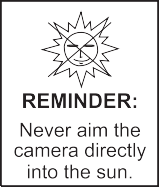 REMINDER:
Never aim the
camera directly
into the sun.